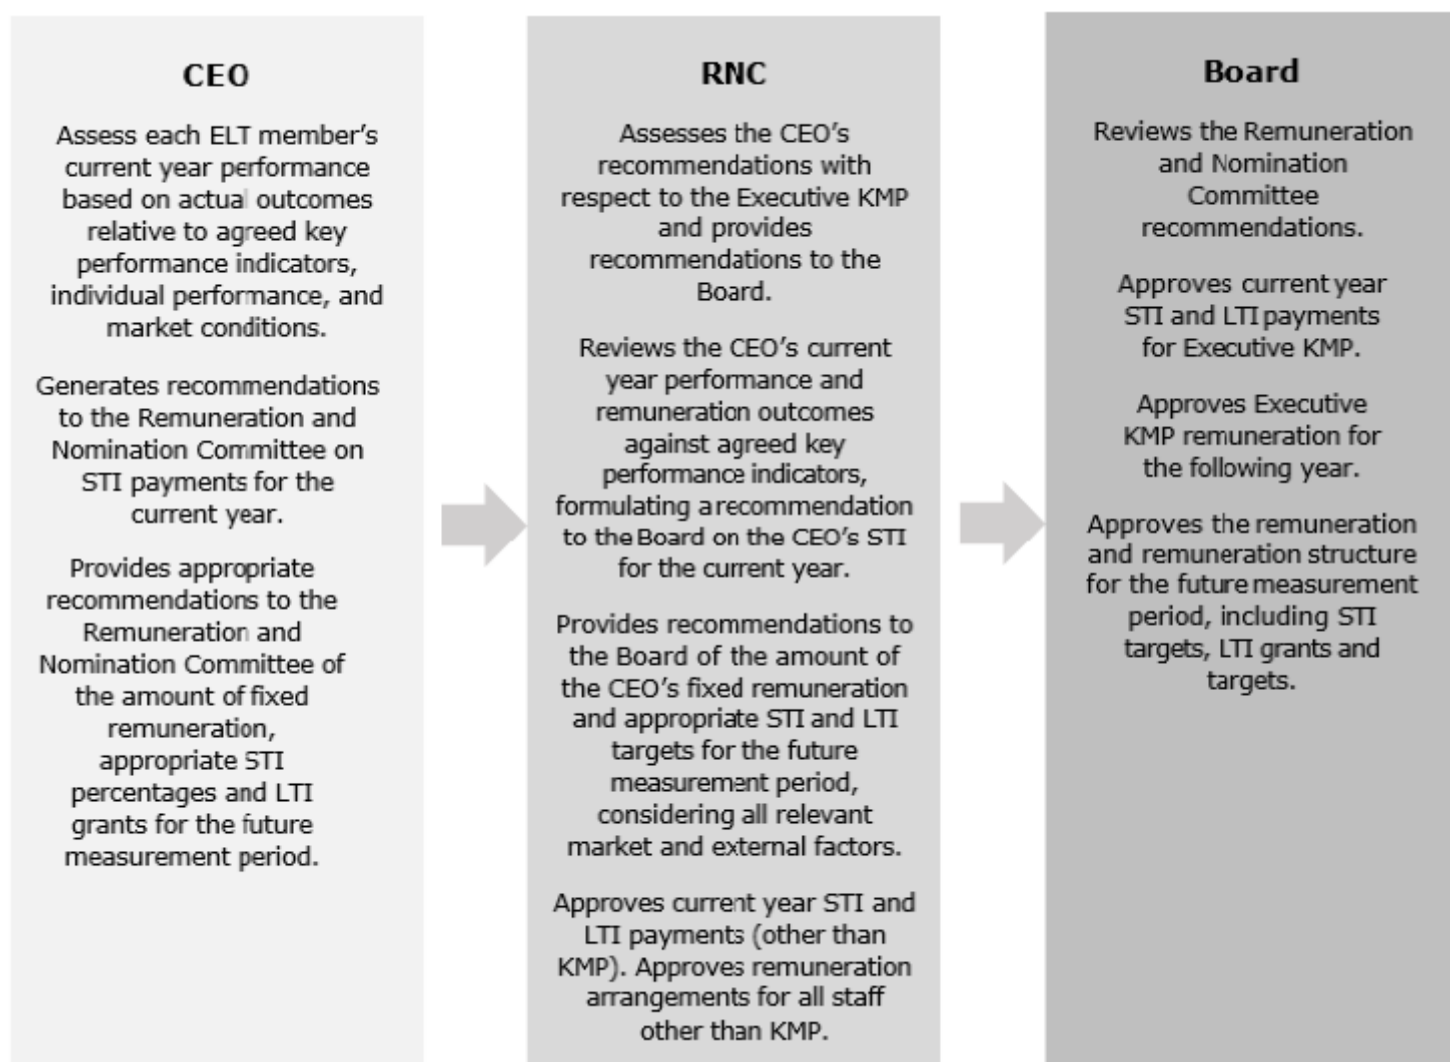 CEO
Assess each ELT member's
current year performance
based on actual outcomes
relative to agreed key
performance indicators,
individual performance, and
market conditions.
Generates recommendations
to the Remuneration and
Nomination Committee on
STI payments for the
current year.
Provides appropriate
recommendations to the
Remuneration and
Nomination Committee of
the amount of fixed
remuneration,
appropriate STI
percentages and LTI
grants for the future
measurement period.
RNC
Assesses the CEO's
recommendations with
respect to the Executive KMP
and provides
recommendations to the
Board.
Reviews the CEO's current
year performance and
remuneration outcomes
against agreed key
performance indicators,
formulating a recommendation
to the Board on the CEO's STI
for the current year.
Provides recommendations to
the Board of the amount of
the CEO's fixed remuneration
and appropriate STI and LTI
targets for the future
measurement period,
considering all relevant
market and external factors.
Approves current year STI and
LTI payments (other than
KMP). Approves remuneration
arrangements for all staff
other than KMP.
Board
Reviews the Remuneration
and Nomination
Committee
recommendations.
Approves current year
STI and LTI payments
for Executive KMP.
Approves Executive
KMP remuneration for
the following year.
Approves the remuneration
and remuneration structure
for the future measurement
period, including STI
targets, LTI grants and
targets.